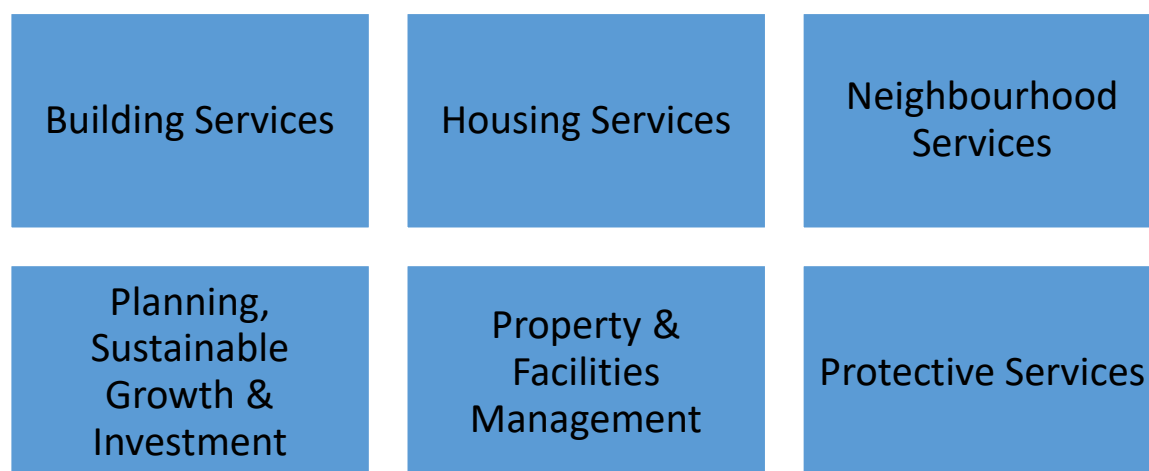 Building Services
Housing Services
Neighbourhood
Services
Planning,
Sustainable
Growth &
Investment
Property &
Facilities
Management
Protective Services